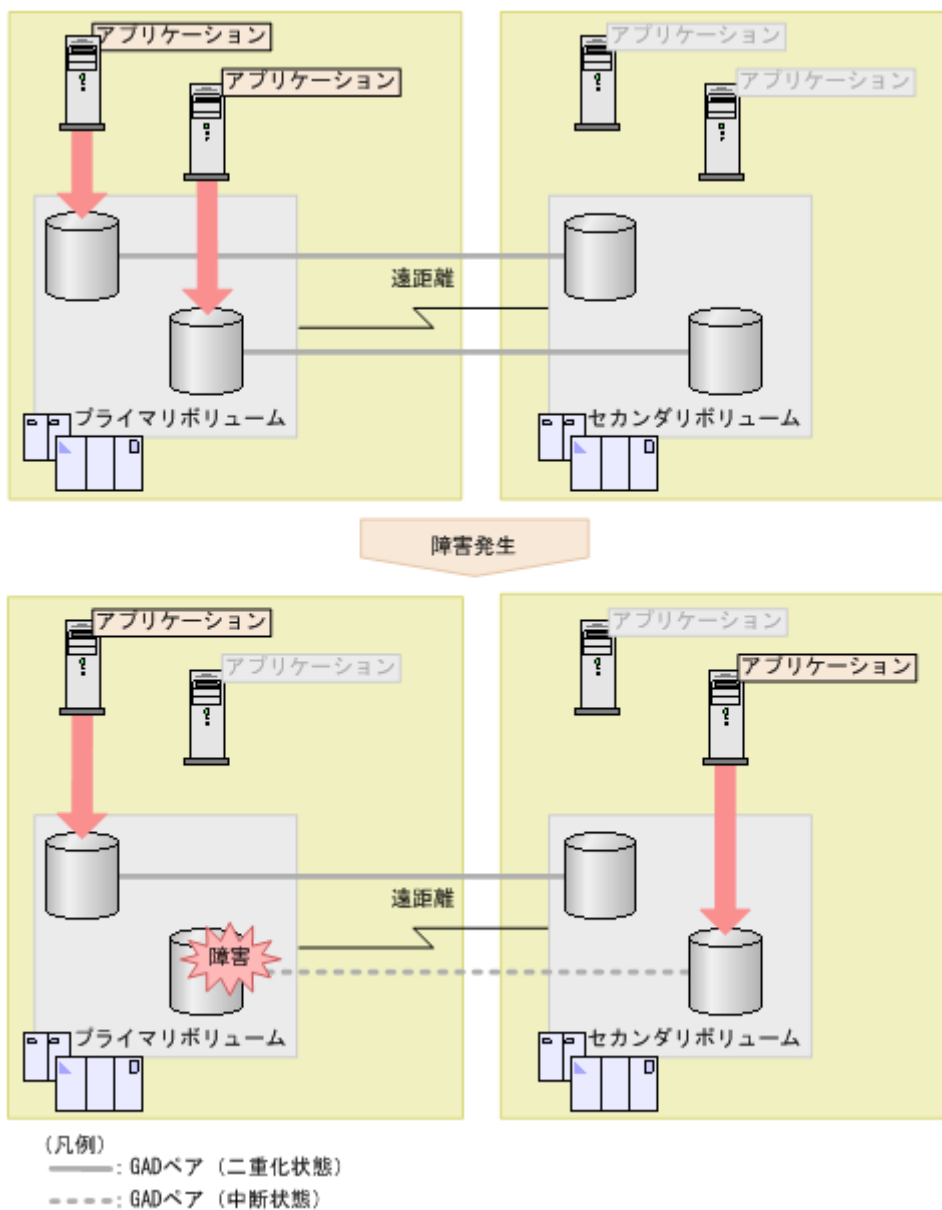 アプリケーション
アプリケーション
アプリケーション
アプリケーション
遠距離
プライマリボリューム
セカンダリボリューム
障害発生
アプリケーション
アプリケーション
アプリケーション
アプリケーション
遠距離
障害
プライマリボリューム
セカンダリボリューム
(凡例)
: GADペア (二重化状態)
: GADペア (中断状態)